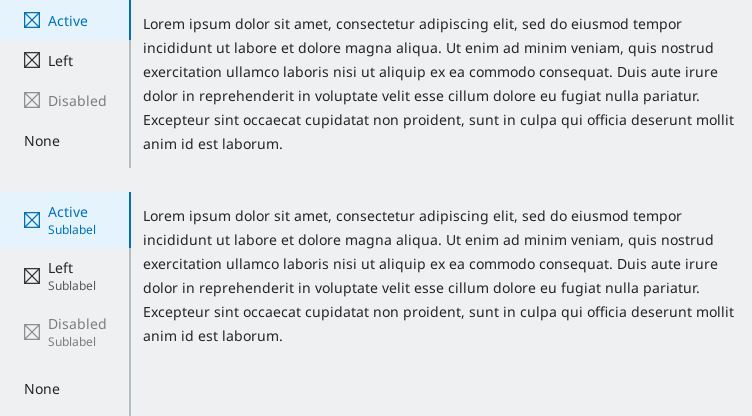 Active
Left
Disabled
None
Lorem ipsum dolor sit amet, consectetur adipiscing elit, sed do eiusmod tempor
incididunt ut labore et dolore magna aliqua. Ut enim ad minim veniam, quis nostrud
exercitation ullamco laboris nisi ut aliquip ex ea commodo consequat. Duis aute irure
dolor in reprehenderit in voluptate velit esse cillum dolore eu fugiat nulla pariatur.
Excepteur sint occaecat cupidatat non proident, sunt in culpa qui officia deserunt mollit
anim id est laborum.
Active
Sublabel
Left
Sublabel
Disabled
Sublabel
None
Lorem ipsum dolor sit amet, consectetur adipiscing elit, sed do eiusmod tempor
incididunt ut labore et dolore magna aliqua. Ut enim ad minim veniam, quis nostrud
exercitation ullamco laboris nisi ut aliquip ex ea commodo consequat. Duis aute irure
dolor in reprehenderit in voluptate velit esse cillum dolore eu fugiat nulla pariatur.
Excepteur sint occaecat cupidatat non proident, sunt in culpa qui officia deserunt mollit
anim id est laborum.